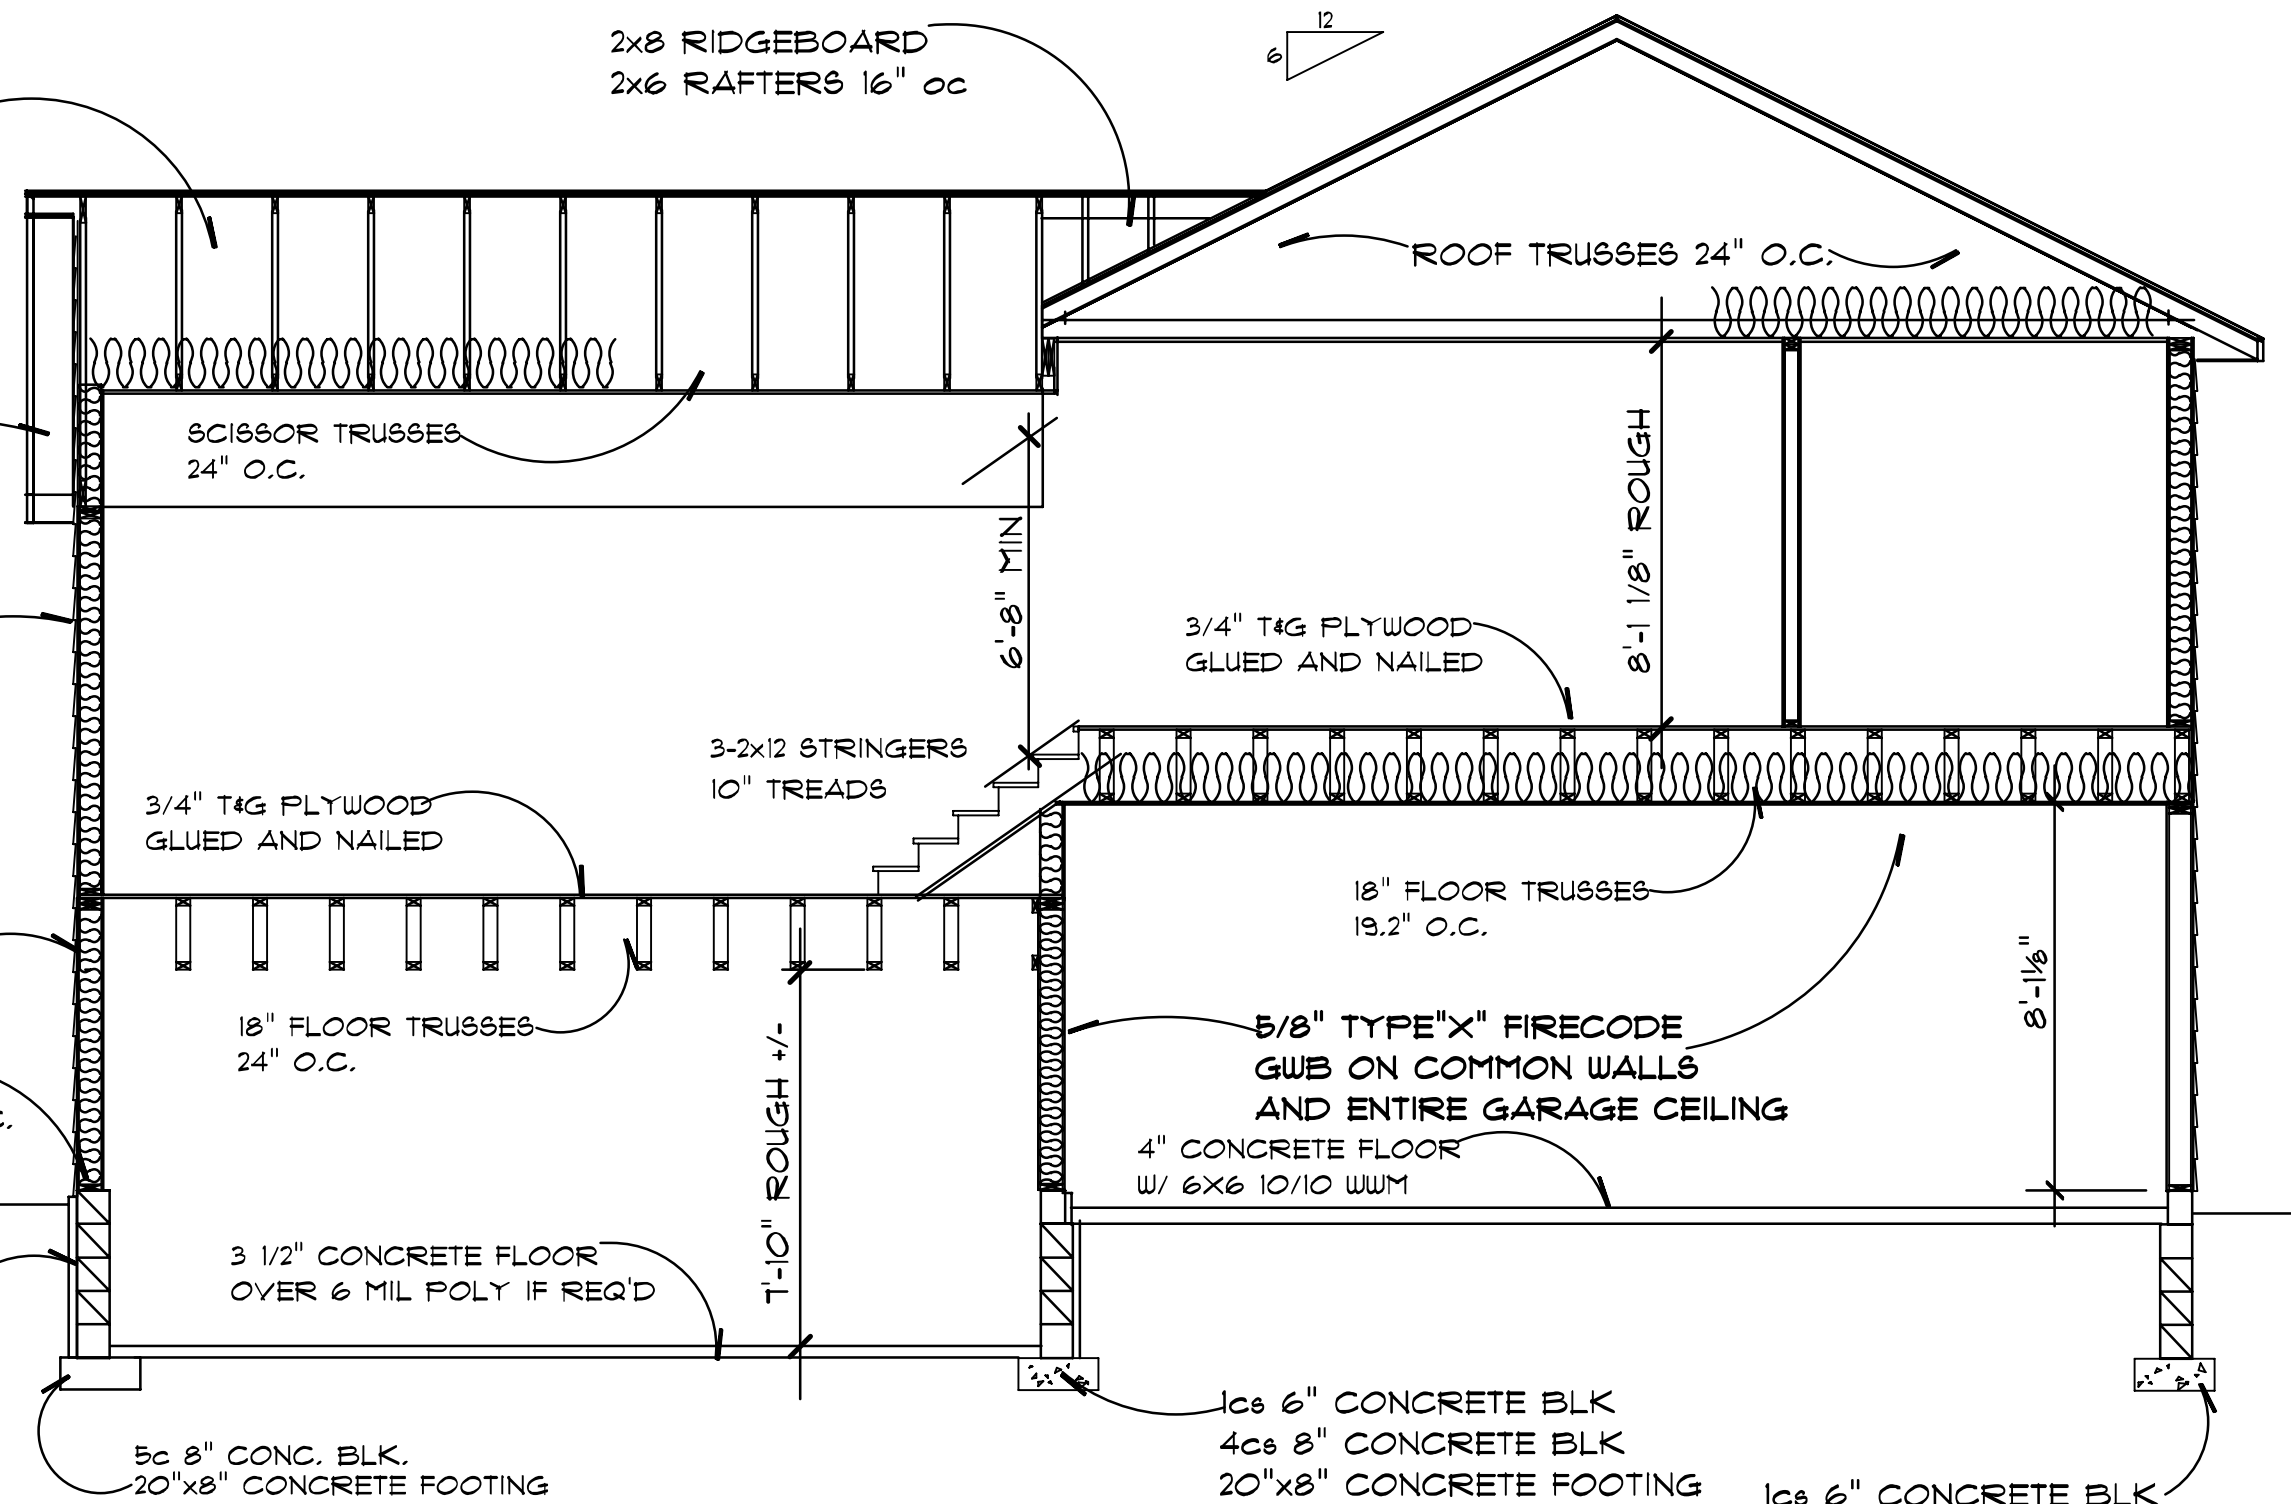 2x8 RIDGEBOARD
2x6 RAFTERS 16" oc
12
6
ROOF TRUSSES 24" O.C.
SCISSOR TRUSSES
24" O.C.
6'-8" MIN
8'-1 1/8" ROUGH
3/4" T&G PLYWOOD
GLUED AND NAILED
3-2x12 STRINGERS
10" TREADS
3/4" T&G PLYWOOD
GLUED AND NAILED
18" FLOOR TRUSSES
19.2" O.C.
8'-1⅛"
18" FLOOR TRUSSES
24" O.C.
5/8" TYPE"X" FIRECODE
GWB ON COMMON WALLS
AND ENTIRE GARAGE CEILING
7'-10" ROUGH +/-
4" CONCRETE FLOOR
W/ 6X6 10/10 WWM
3 1/2" CONCRETE FLOOR
OVER 6 MIL POLY IF REQ'D
1cs 6" CONCRETE BLK
4cs 8" CONCRETE BLK
20"x8" CONCRETE FOOTING
5c 8" CONC. BLK.
20"x8" CONCRETE FOOTING
1cs 6" CONCRETE BLK